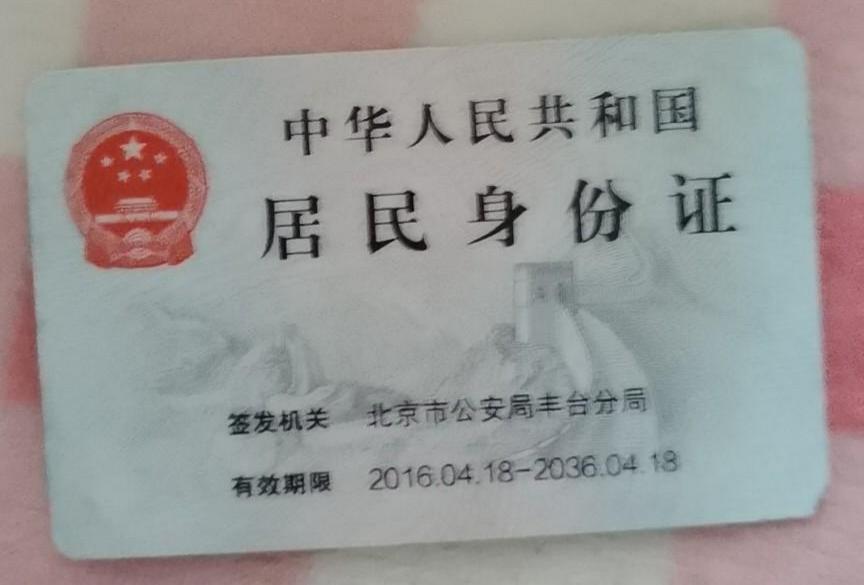 中华人民共和国
居民身份证
签发机关 北京市公安局丰台分局
有效期限 2016.04.18-2036.04.18